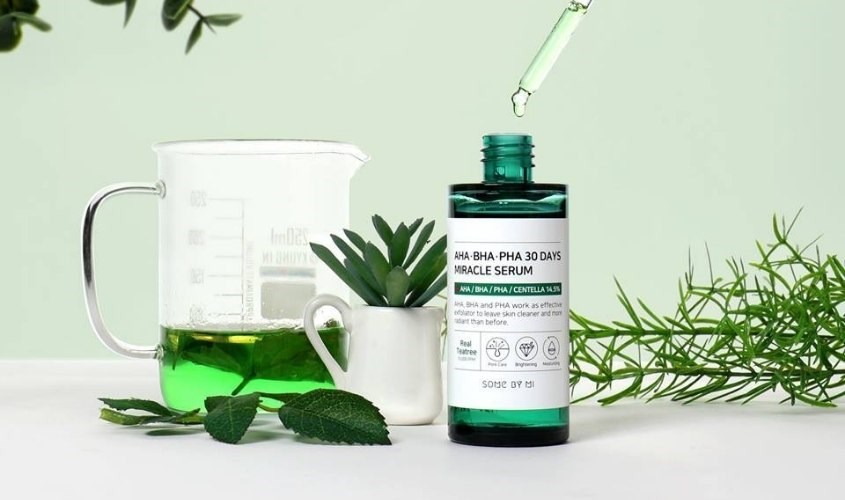 AHA·BHA·PHA 30 DAYS
MIRACLE SERUM
AHA / BHA / PHA / CENTELLA 14.5%
AHA, BHA and PHA work as effective
exfoliator to leave skin cleaner and more
radiant than before.
Real
Teatree
Pore Care
Brightening
Moisturizing
SOME BY MI
250
200
150
100
250ml